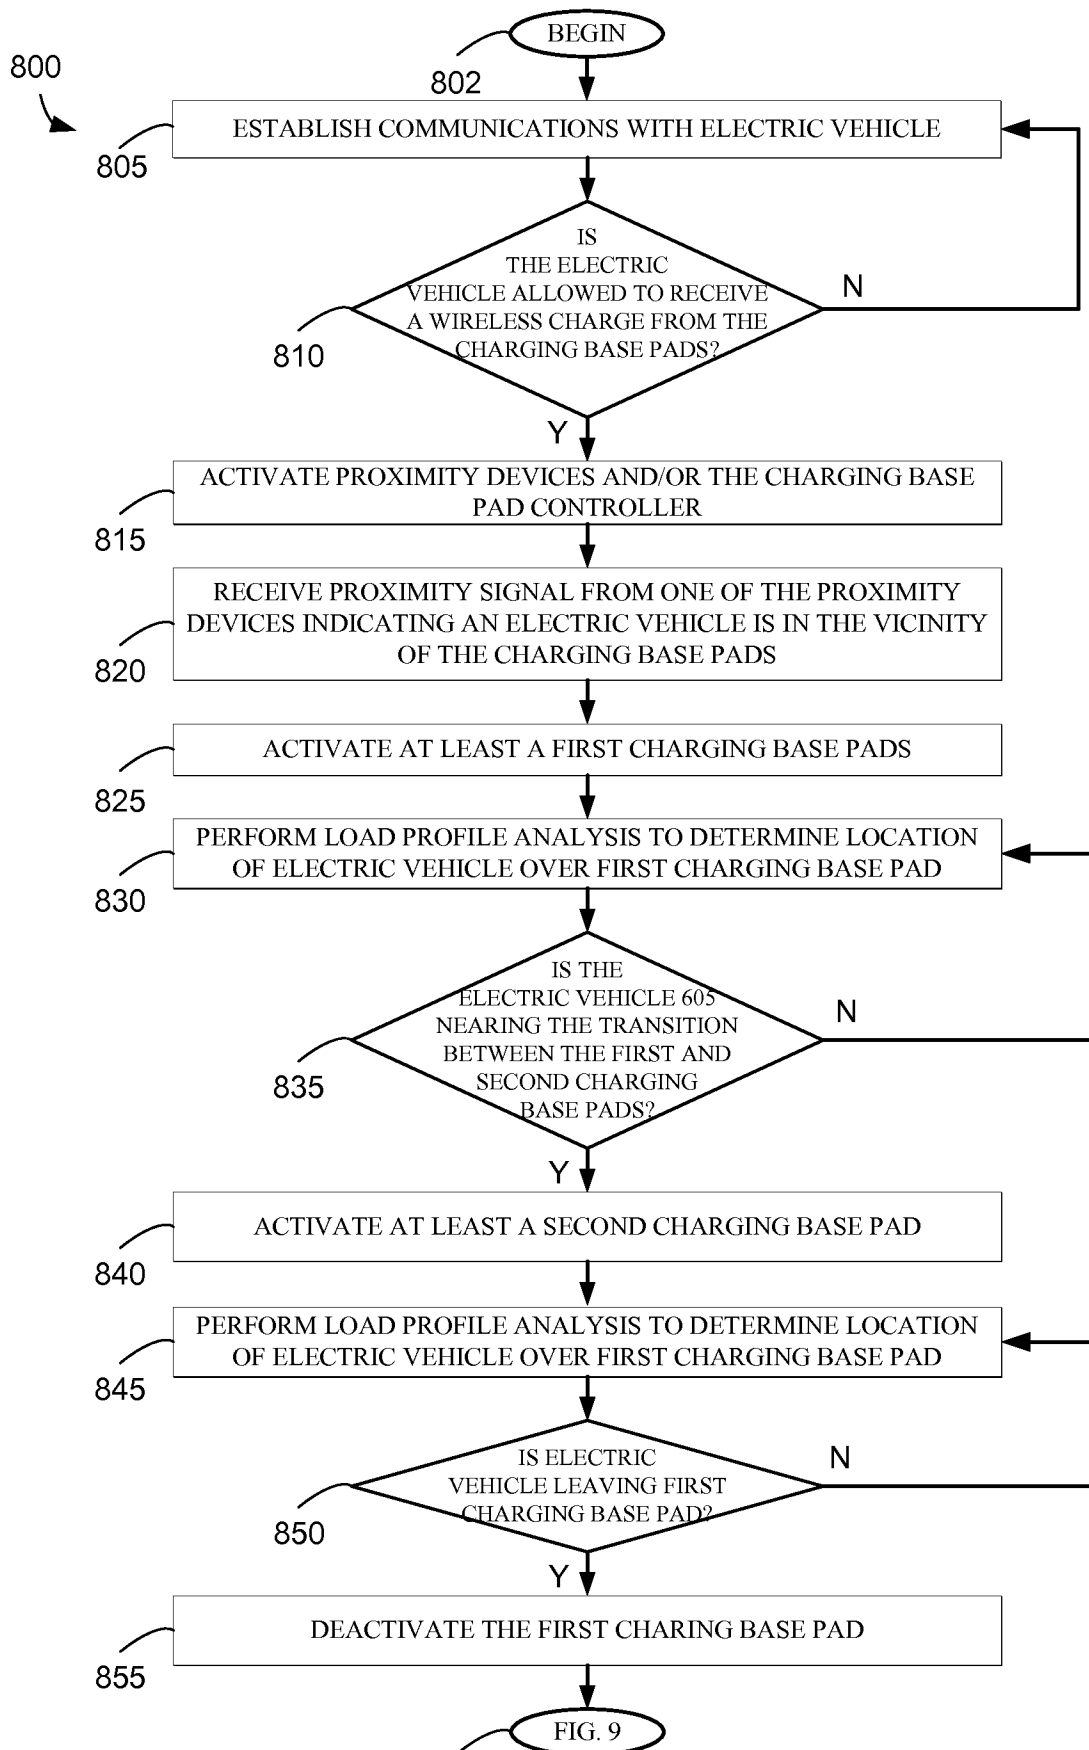 BEGIN
802
800
ESTABLISH COMMUNICATIONS WITH ELECTRIC VEHICLE
805
IS
THE ELECTRIC
VEHICLE ALLOWED TO RECEIVE
A WIRELESS CHARGE FROM THE
CHARGING BASE PADS?
N
810
Y
ACTIVATE PROXIMITY DEVICES AND/OR THE CHARGING BASE
PAD CONTROLLER
815
RECEIVE PROXIMITY SIGNAL FROM ONE OF THE PROXIMITY
DEVICES INDICATING AN ELECTRIC VEHICLE IS IN THE VICINITY
OF THE CHARGING BASE PADS
820
ACTIVATE AT LEAST A FIRST CHARGING BASE PADS
825
PERFORM LOAD PROFILE ANALYSIS TO DETERMINE LOCATION
OF ELECTRIC VEHICLE OVER FIRST CHARGING BASE PAD
830
IS THE
ELECTRIC VEHICLE 605
NEARING THE TRANSITION
BETWEEN THE FIRST AND
SECOND CHARGING
BASE PADS?
N
835
Y
ACTIVATE AT LEAST A SECOND CHARGING BASE PAD
840
PERFORM LOAD PROFILE ANALYSIS TO DETERMINE LOCATION
OF ELECTRIC VEHICLE OVER FIRST CHARGING BASE PAD
845
IS ELECTRIC
VEHICLE LEAVING FIRST
CHARGING BASE PAD?
N
850
Y
DEACTIVATE THE FIRST CHARING BASE PAD
855
FIG. 9